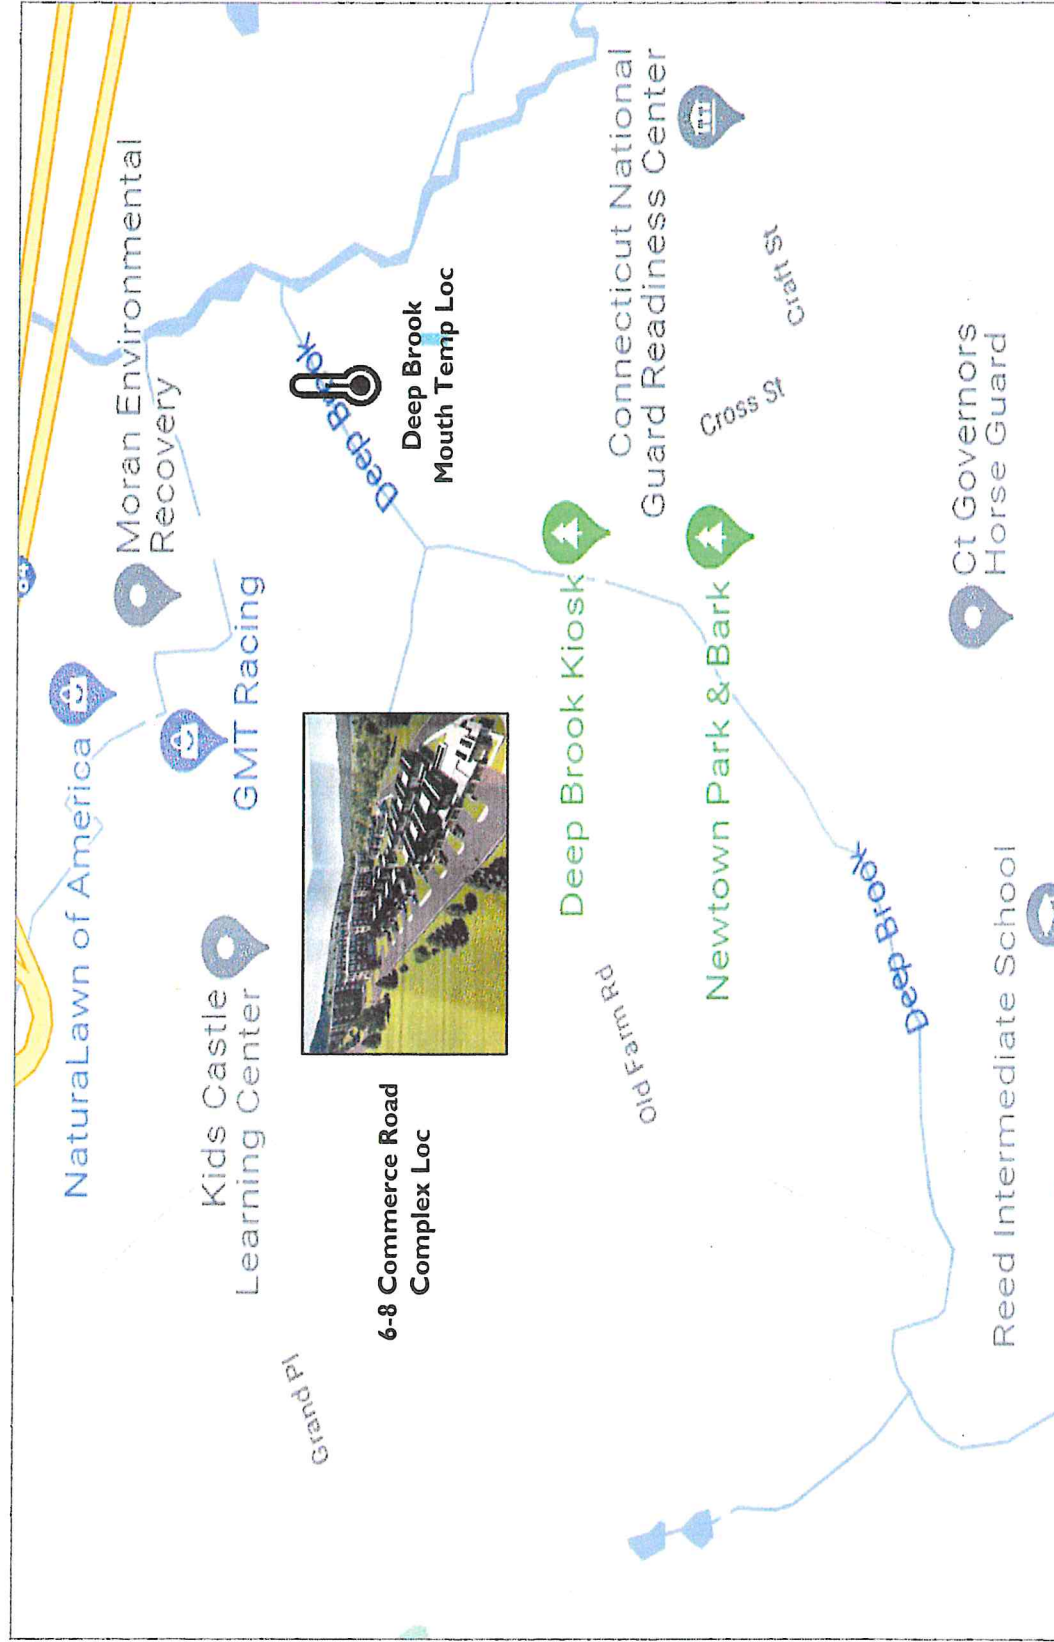 NaturaLawn of America
84
Moran Environmental
Recovery
GMT Racing
Kids Castle
Learning Center
Grand Pl
6-8 Commerce Road
Complex Loc
Deep Brook
Deep Brook
Mouth Temp Loc
Deep Brook Kiosk
Connecticut National
Guard Readiness Center
Old Farm Rd
Newtown Park & Bark
Cross St
Craft St
Deep Brook
Ct Governors
Horse Guard
Reed Intermediate School